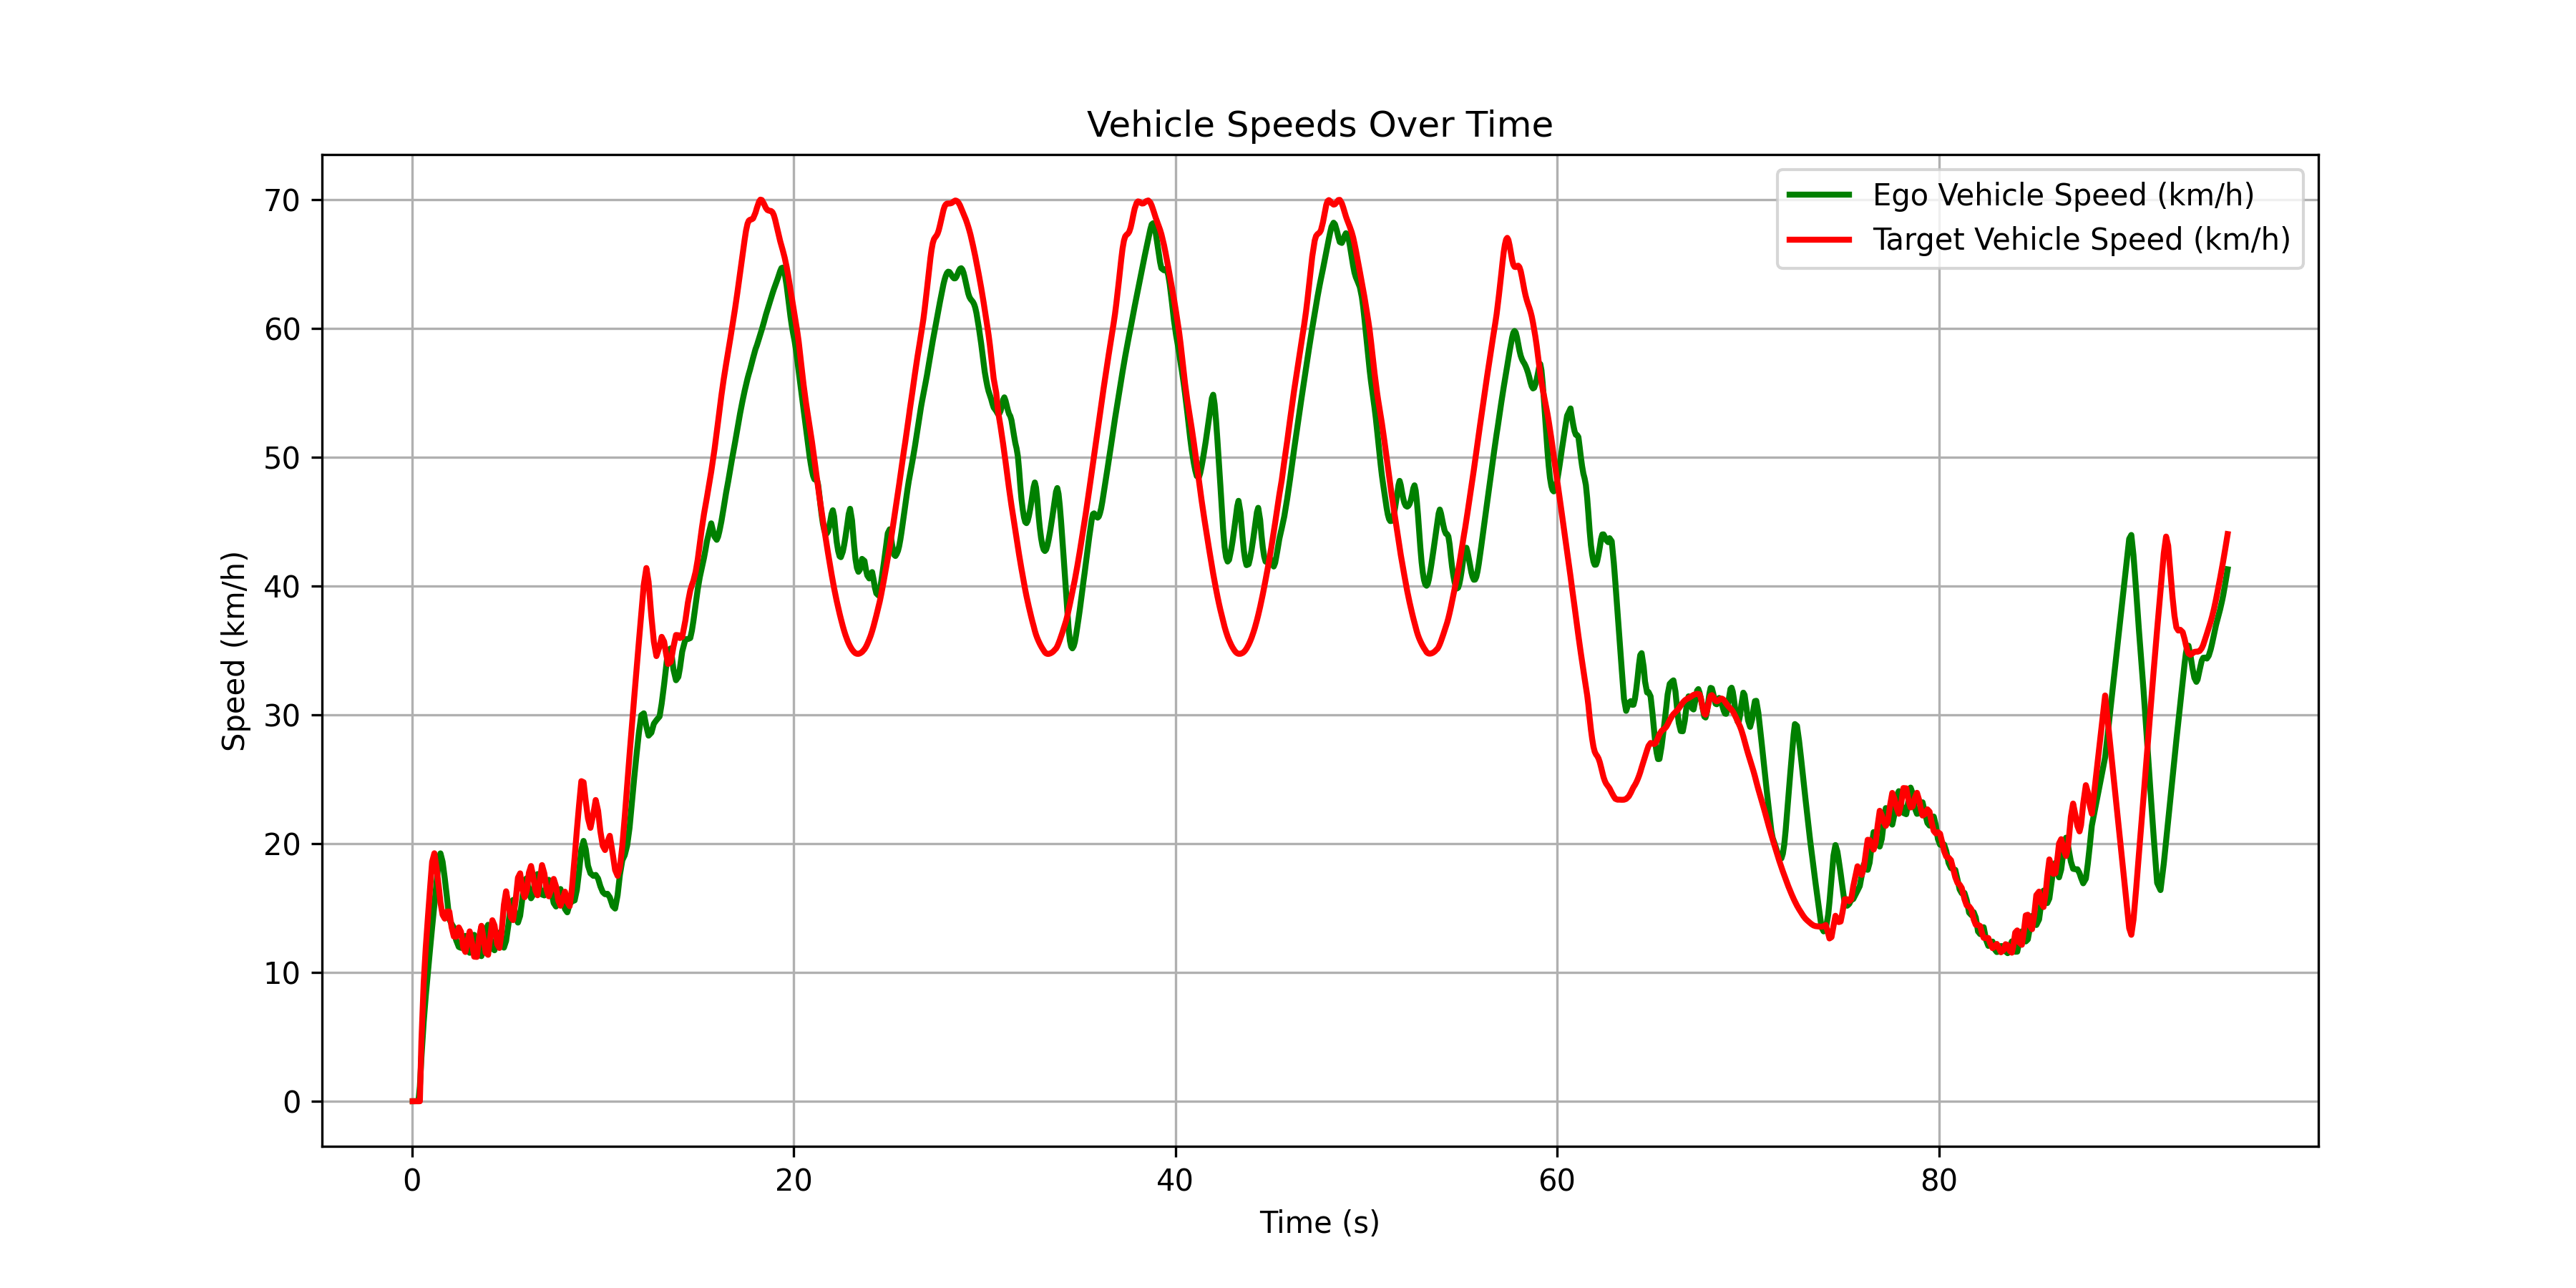 Vehicle Speeds Over Time
Ego Vehicle Speed (km/h)
Target Vehicle Speed (km/h)
Speed (km/h)
70
60
50
40
30
20
10
0
0 20 40 60 80
Time (s)